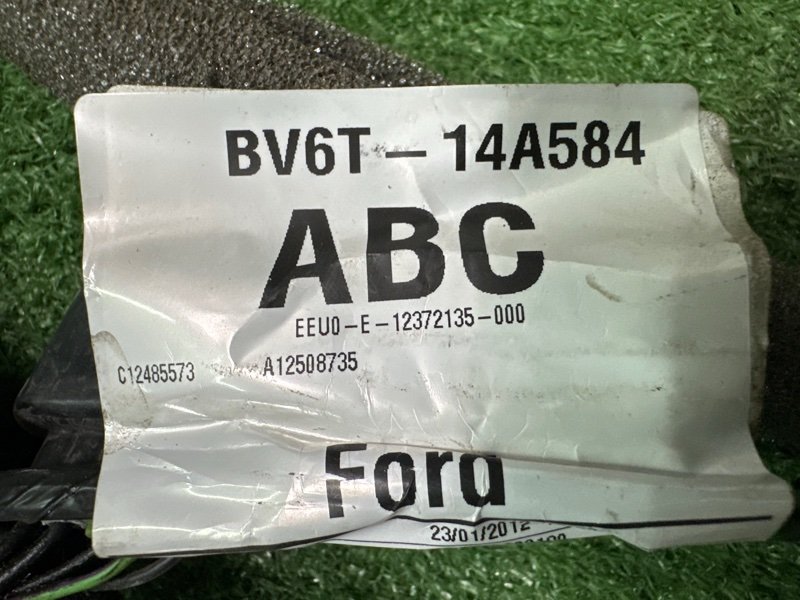 BV6T-14A584
ABC
EEU0-E-12372135-000
C12485573 A12508735
Ford
23/01/2012